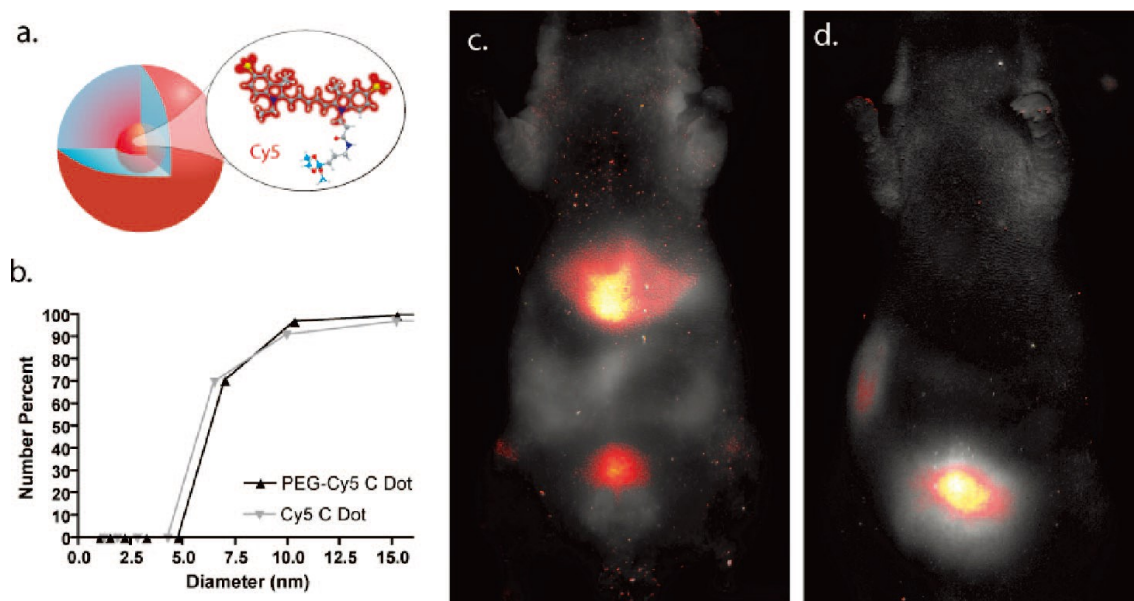 a.
Cy5
b.
100
90
80
70
60
50
40
30
20
10
0
Number Percent
PEG-Cy5 C Dot
Cy5 C Dot
0.0 2.5 5.0 7.5 10.0 12.5 15.0
Diameter (nm)
c.
d.